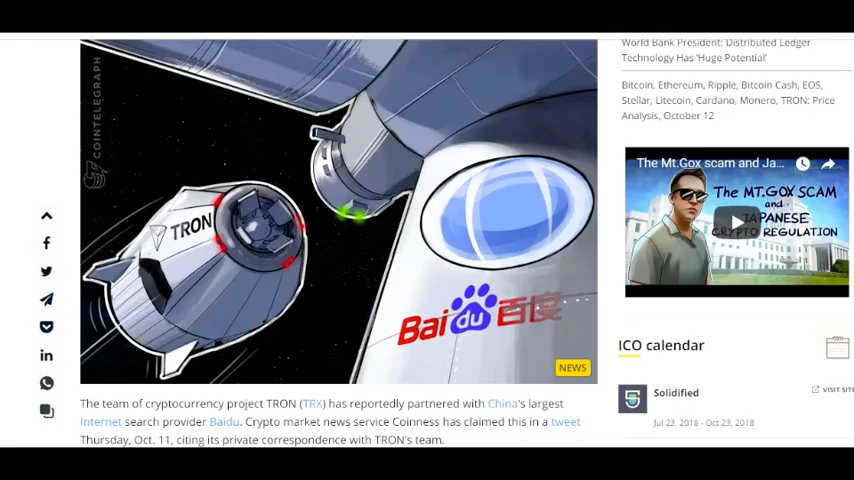 COINTELEGRAPH
TRON
Baidu百度
NEWS
The team of cryptocurrency project TRON (TRX) has reportedly partnered with China's largest
Internet search provider Baidu. Crypto market news service Coinness has claimed this in a tweet
Thursday, Oct. 11, citing its private correspondence with TRON's team.
World Bank President: Distributed Ledger
Technology Has 'Huge Potential'
Bitcoin, Ethereum, Ripple, Bitcoin Cash, EOS,
Stellar, Litecoin, Cardano, Monero, TRON: Price
Analysis, October 12
The Mt.Gox scam and Ja...
The MT.GOX SCAM
and
JAPANESE
CRYPTO REGULATION
ICO calendar
Solidified
VISIT SIT
Jul 23, 2018 - Oct 23, 2018